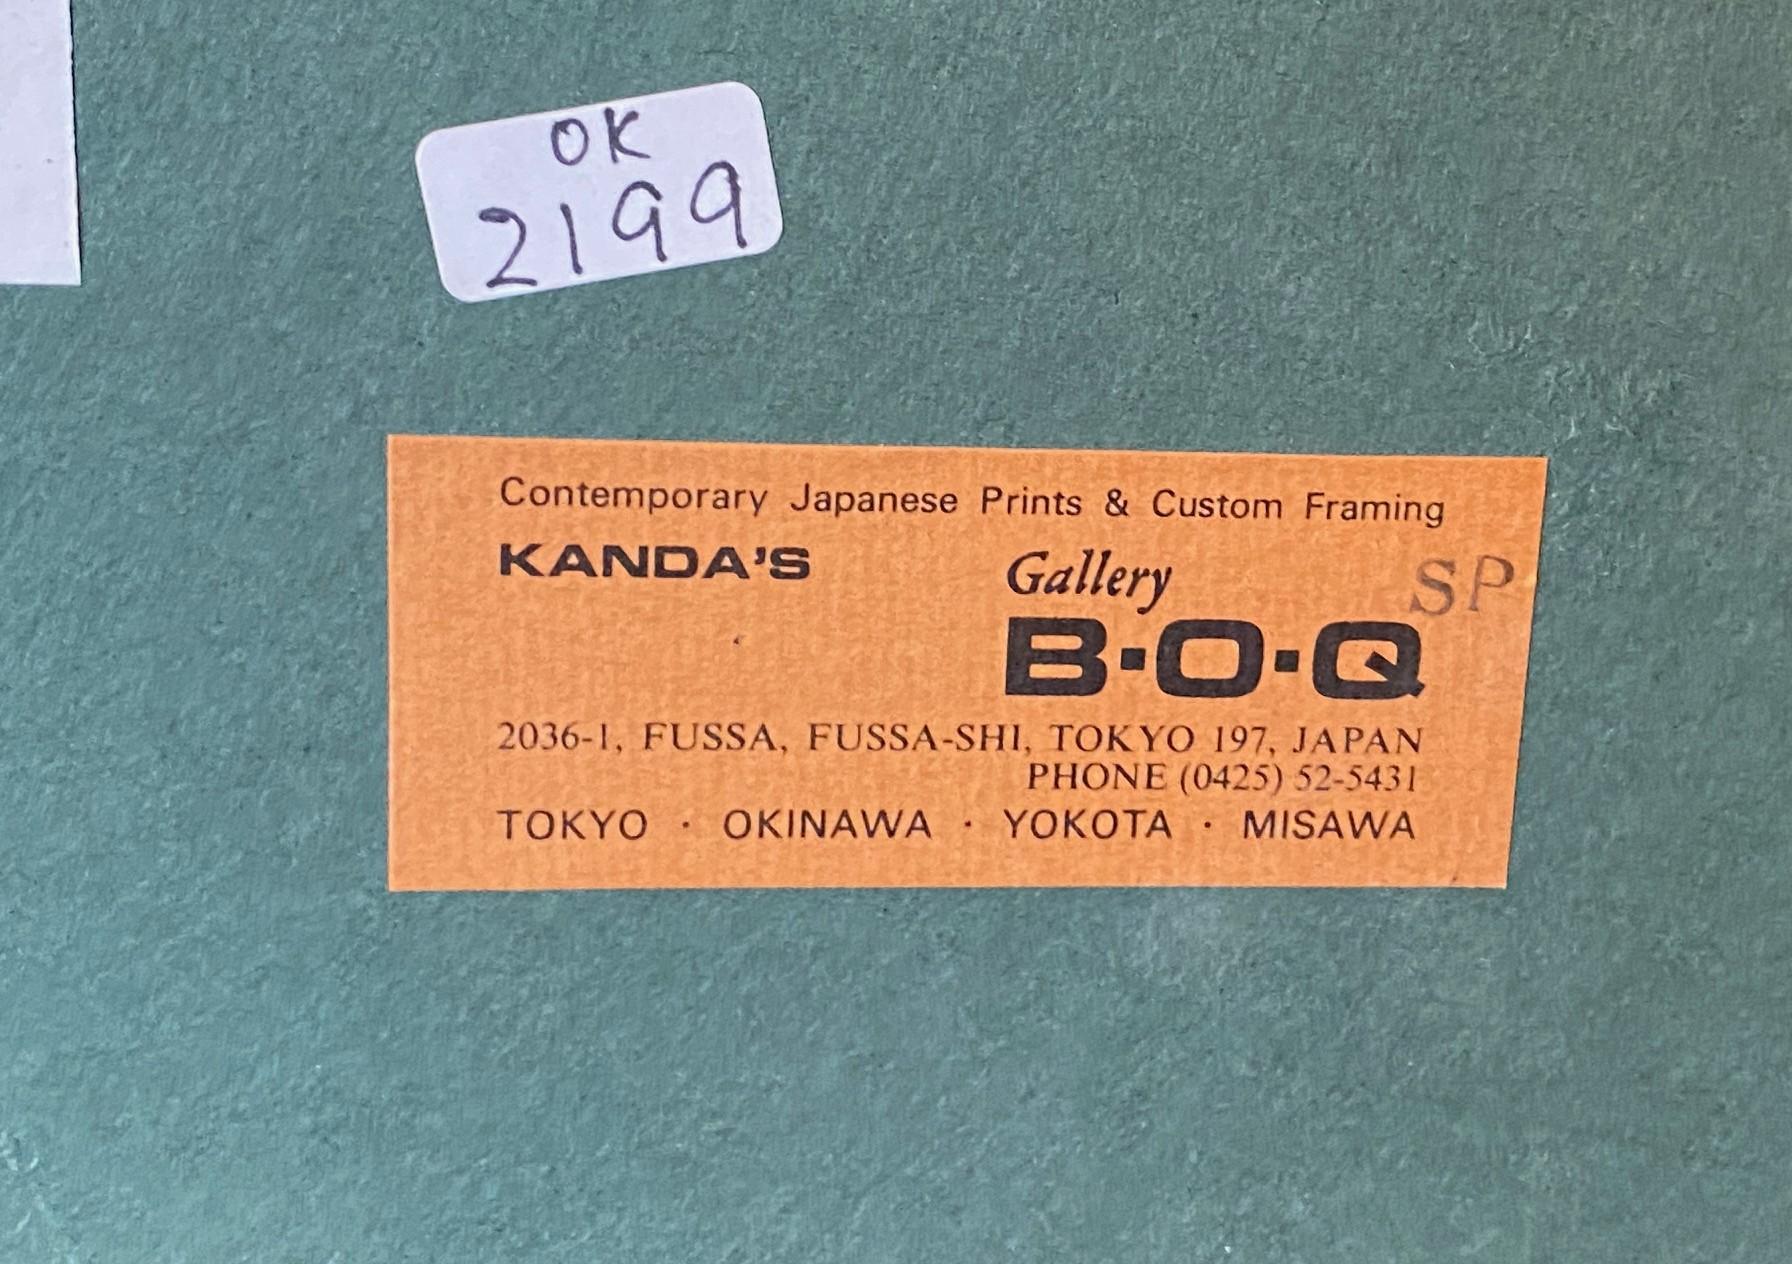 OK
2199
Contemporary Japanese Prints & Custom Framing
KANDA'S Gallery SP
B·O·Q
2036-1, FUSSA, FUSSA-SHI, TOKYO 197, JAPAN
PHONE (0425) 52-5431
TOKYO · OKINAWA · YOKOTA · MISAWA